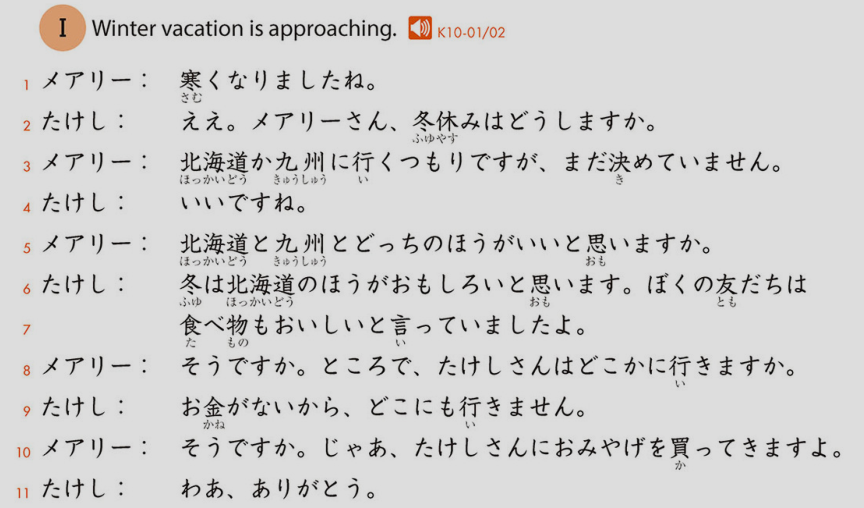 I Winter vacation is approaching. K10-01/02
1 メアリー： 寒くなりましたね。
さむ
2 たけし： ええ。メアリーさん、冬休みはどうしますか。
ふゆやす
3 メアリー： 北海道か九州に行くつもりですが、まだ決めていません。
ほっかいどう きゅうしゅう い き
4 たけし： いいですね。
5 メアリー： 北海道と九州とどっちのほうがいいと思いますか。
ほっかいどう きゅうしゅう おも
6 たけし： 冬は北海道のほうがおもしろいと思います。ぼくの友だちは
ふゆ ほっかいどう おも とも
7 食べ物もおいしいと言っていましたよ。
た もの い
8 メアリー： そうですか。ところで、たけしさんはどこかに行きますか。
い
9 たけし： お金がないから、どこにも行きません。
かね い
10 メアリー： そうですか。じゃあ、たけしさんにおみやげを買ってきますよ。
か
11 たけし： わあ、ありがとう。